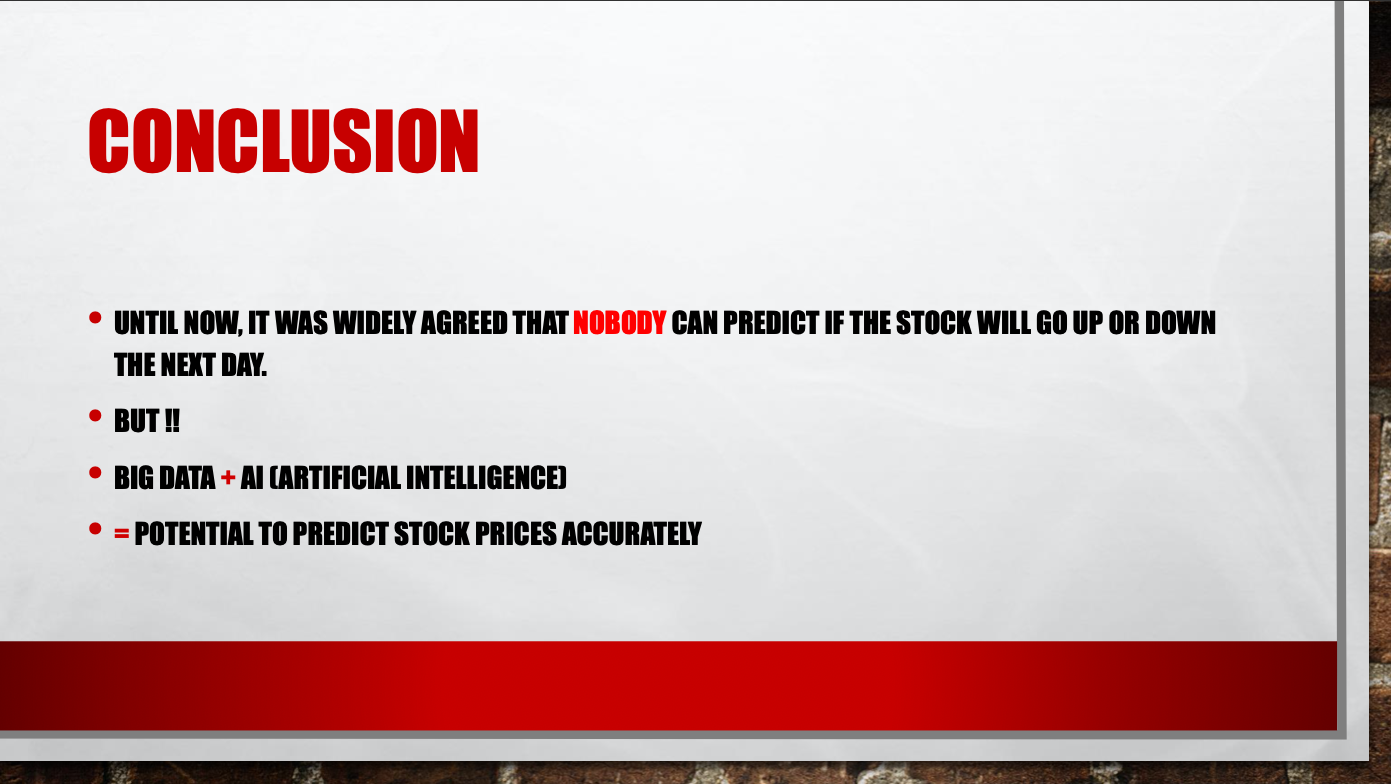 CONCLUSION
• UNTIL NOW, IT WAS WIDELY AGREED THAT NOBODY CAN PREDICT IF THE STOCK WILL GO UP OR DOWN
THE NEXT DAY.
• BUT !!
• BIG DATA + AI (ARTIFICIAL INTELLIGENCE)
• = POTENTIAL TO PREDICT STOCK PRICES ACCURATELY